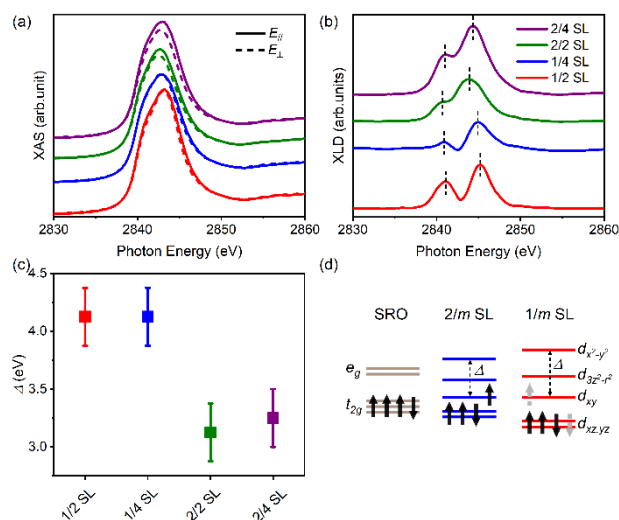 (a)
E//
E⊥
XAS (arb.unit)
2830 2840 2850 2860
Photon Energy (eV)
(b)
2/4 SL
2/2 SL
1/4 SL
1/2 SL
XLD (arb.units)
2830 2840 2850 2860
Photon Energy (eV)
(c)
4.5
4.0
3.5
3.0
Δ (eV)
1/2 SL
1/4 SL
2/2 SL
2/4 SL
(d)
SRO 2/m SL 1/m SL
eg
t2g
Δ
Δ
dx²-y²
d3z²-r²
dxy
dxz,yz